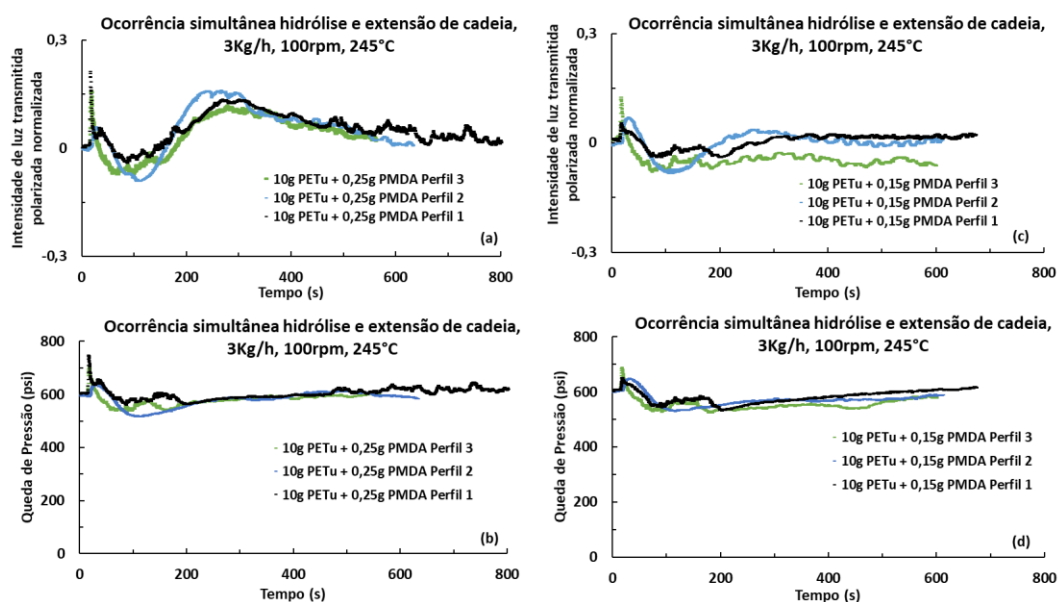 Ocorrência simultânea hidrólise e extensão de cadeia,
3Kg/h, 100rpm, 245°C
Intensidade de luz transmitida
polarizada normalizado
0,3
0
-0,3
10g PETu + 0,25g PMDA Perfil 3
10g PETu + 0,25g PMDA Perfil 2
10g PETu + 0,25g PMDA Perfil 1
(a)
0 200 400 600 800
Tempo (s)
Ocorrência simultânea hidrólise e extensão de cadeia,
3Kg/h, 100rpm, 245°C
Intensidade de luz transmitida
polarizada normalizado
0,3
0
-0,3
10g PETu + 0,15g PMDA Perfil 3
10g PETu + 0,15g PMDA Perfil 2
10g PETu + 0,15g PMDA Perfil 1
(c)
0 200 400 600 800
Tempo (s)
Ocorrência simultânea hidrólise e extensão de cadeia,
3Kg/h, 100rpm, 245°C
Queda de Pressão (psi)
800
600
400
200
0
10g PETu + 0,25g PMDA Perfil 3
10g PETu + 0,25g PMDA Perfil 2
10g PETu + 0,25g PMDA Perfil 1
(b)
0 200 400 600 800
Tempo (s)
Ocorrência simultânea hidrólise e extensão de cadeia,
3Kg/h, 100rpm, 245°C
Queda de Pressão (psi)
800
600
400
200
0
10g PETu + 0,15g PMDA Perfil 3
10g PETu + 0,15g PMDA Perfil 2
10g PETu + 0,15g PMDA Perfil 1
(d)
0 200 400 600 800
Tempo (s)